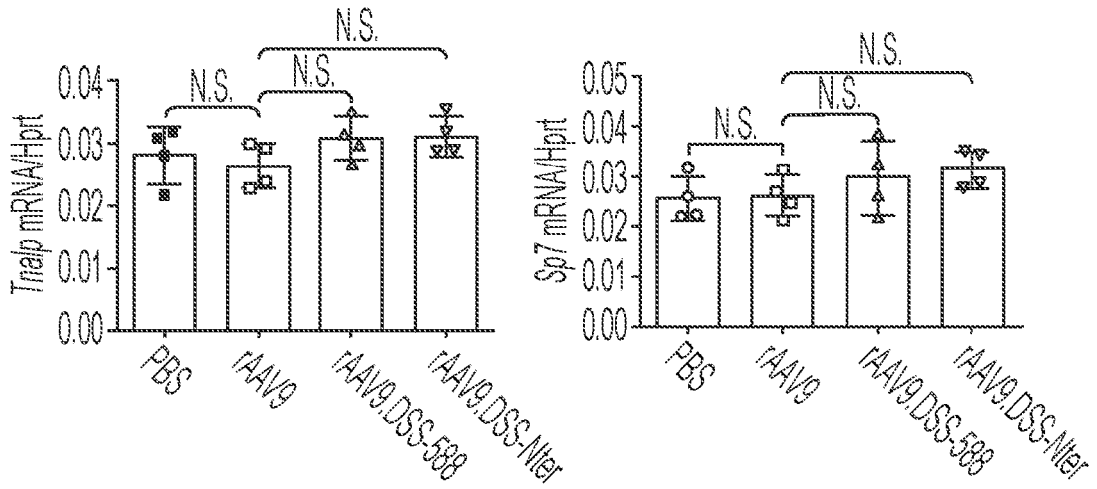 N.S.
N.S.
N.S.
0.04
0.03
0.02
0.01
0.00
Tnalp mRNA/Hprt
PBS
rAAV9
rAAV9.DSS-588
rAAV9.DSS-Nter
N.S.
N.S.
N.S.
0.05
0.04
0.03
0.02
0.01
0.00
Sp7 mRNA/Hprt
PBS
rAAV9
rAAV9.DSS-588
rAAV9.DSS-Nter